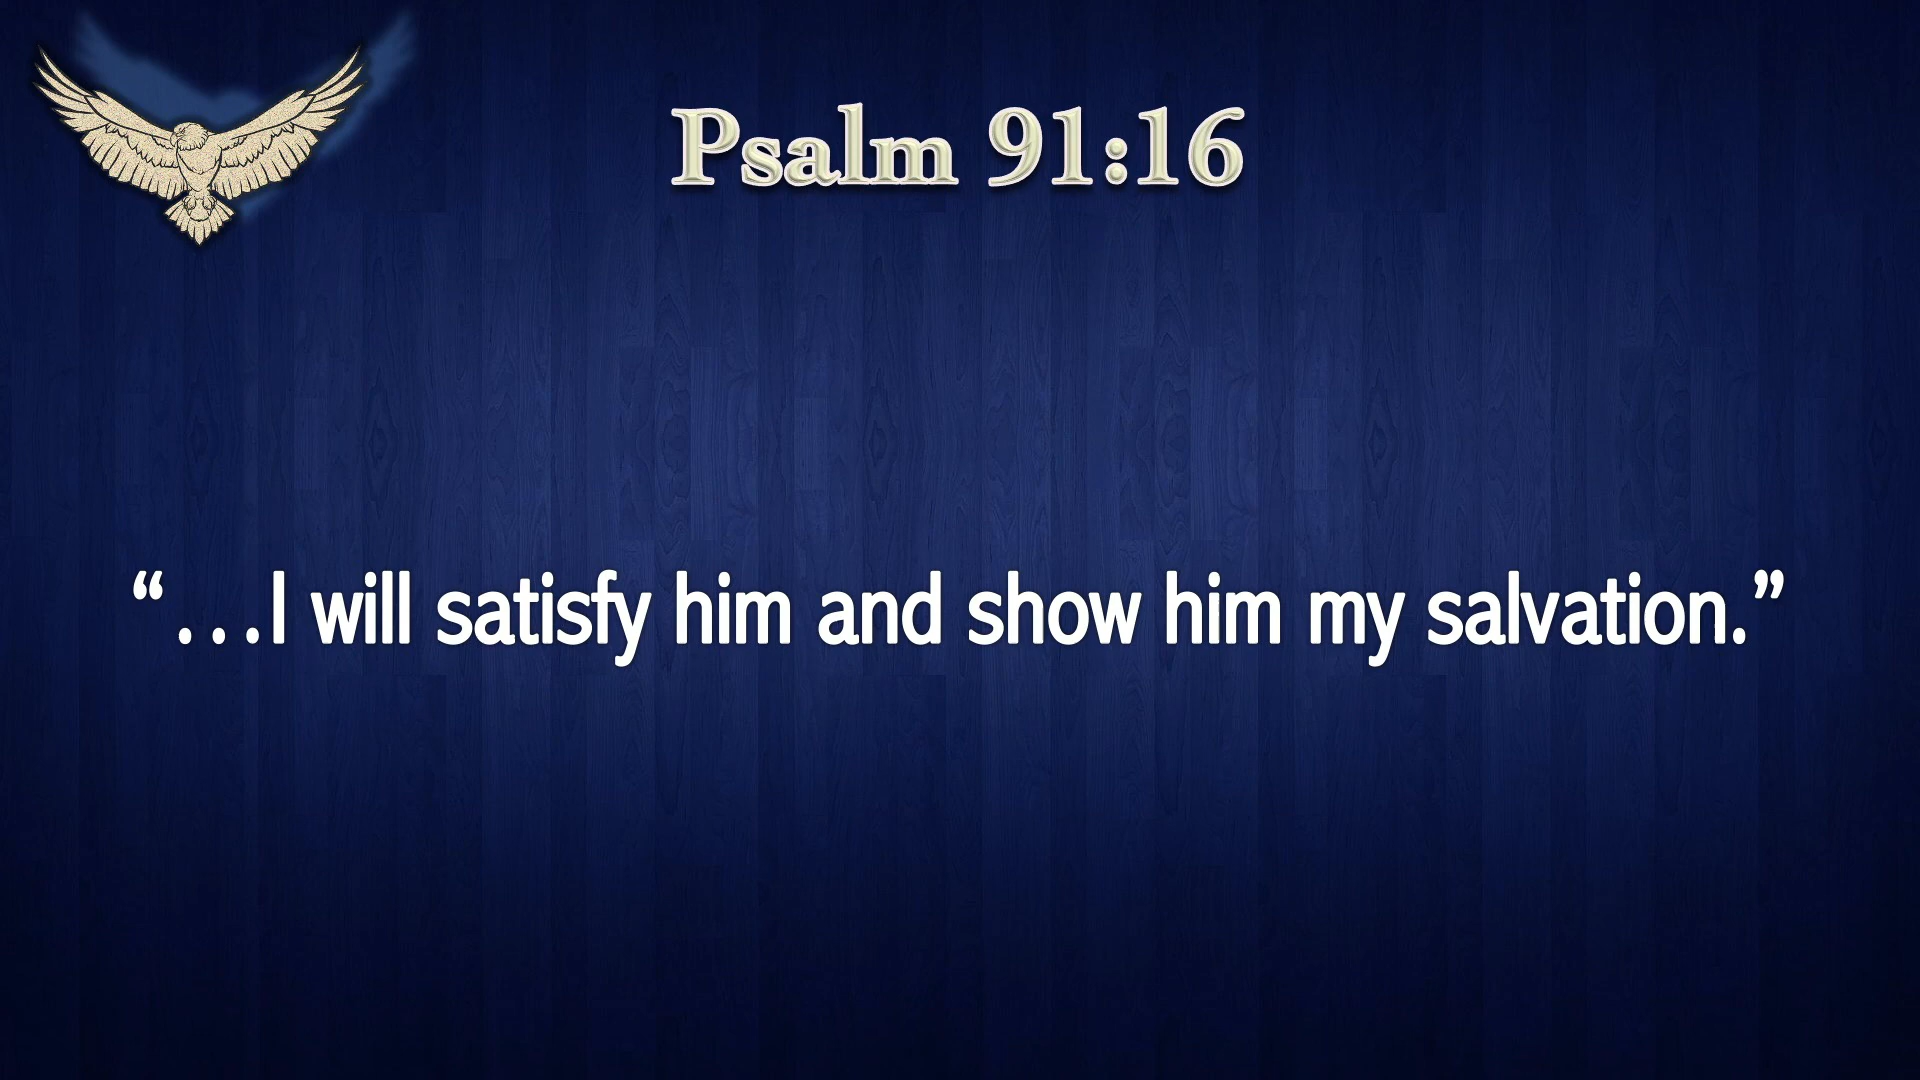 Psalm 91:16
“…I will satisfy him and show him my salvation.”